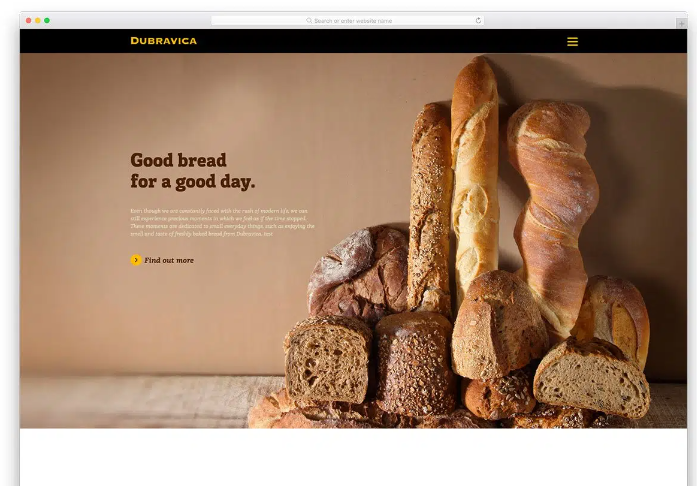 Search or enter website name
DUBRAVICA
Good bread
for a good day.
Even though we are constantly faced with the rush of modern life, we can
still experience precious moments in which we feel as if the time stopped.
These moments are dedicated to small everyday things, such as enjoying the
smell and taste of freshly baked bread from Dubravica.
Find out more